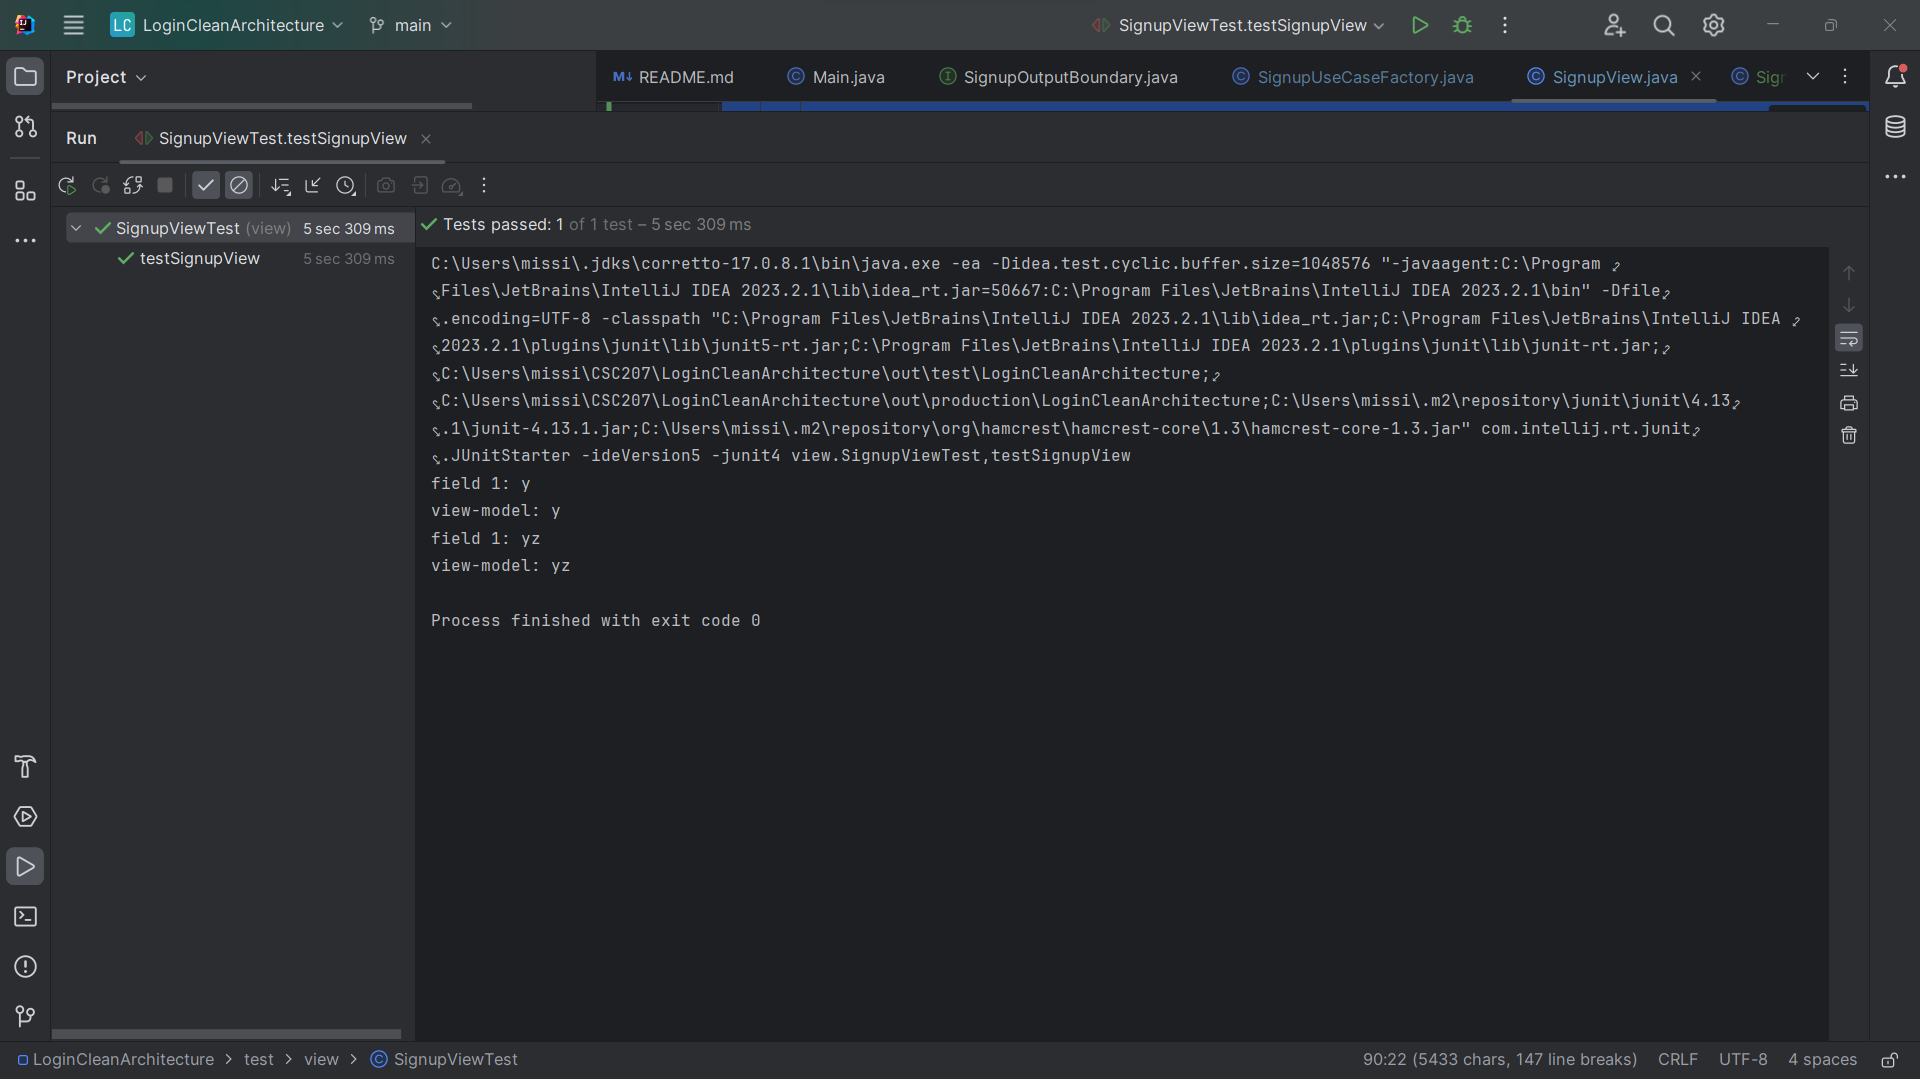 LC LoginCleanArchitecture main SignupViewTest.testSignupView
Project M↓ README.md Main.java SignupOutputBoundary.java SignupUseCaseFactory.java SignupView.java Sigr
Run SignupViewTest.testSignupView
SignupViewTest (view) 5 sec 309 ms
testSignupView 5 sec 309 ms
Tests passed: 1 of 1 test – 5 sec 309 ms
C:\Users\missi\.jdks\corretto-17.0.8.1\bin\java.exe -ea -Didea.test.cyclic.buffer.size=1048576 "-javaagent:C:\Program
Files\JetBrains\IntelliJ IDEA 2023.2.1\lib\idea_rt.jar=50667:C:\Program Files\JetBrains\IntelliJ IDEA 2023.2.1\bin" -Dfile
.encoding=UTF-8 -classpath "C:\Program Files\JetBrains\IntelliJ IDEA 2023.2.1\lib\idea_rt.jar;C:\Program Files\JetBrains\IntelliJ IDEA
2023.2.1\plugins\junit\lib\junit5-rt.jar;C:\Program Files\JetBrains\IntelliJ IDEA 2023.2.1\plugins\junit\lib\junit-rt.jar;
C:\Users\missi\CSC207\LoginCleanArchitecture\out\test\LoginCleanArchitecture;
C:\Users\missi\CSC207\LoginCleanArchitecture\out\production\LoginCleanArchitecture;C:\Users\missi\.m2\repository\junit\junit\4.13
.1\junit-4.13.1.jar;C:\Users\missi\.m2\repository\org\hamcrest\hamcrest-core\1.3\hamcrest-core-1.3.jar" com.intellij.rt.junit
.JUnitStarter -ideVersion5 -junit4 view.SignupViewTest,testSignupView
field 1: y
view-model: y
field 1: yz
view-model: yz
Process finished with exit code 0
LoginCleanArchitecture > test > view > SignupViewTest 90:22 (5433 chars, 147 line breaks) CRLF UTF-8 4 spaces